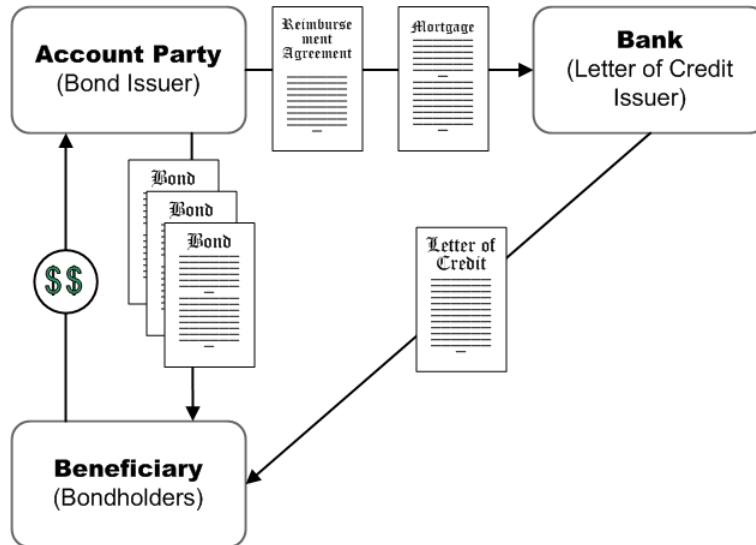 Account Party
(Bond Issuer)
Reimburse
ment
Agreement
Mortgage
Bank
(Letter of Credit
Issuer)
Bond
Bond
Bond
$$
Letter of
Credit
Beneficiary
(Bondholders)